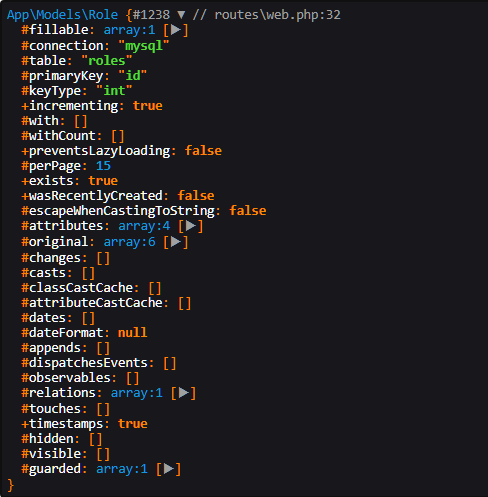 App\Models\Role {#1238 ▼ // routes\web.php:32
#fillable: array:1 [▶]
#connection: "mysql"
#table: "roles"
#primaryKey: "id"
#keyType: "int"
+incrementing: true
#with: []
#withCount: []
+preventsLazyLoading: false
#perPage: 15
+exists: true
+wasRecentlyCreated: false
#escapeWhenCastingToString: false
#attributes: array:4 [▶]
#original: array:6 [▶]
#changes: []
#casts: []
#classCastCache: []
#attributeCastCache: []
#dates: []
#dateFormat: null
#appends: []
#dispatchesEvents: []
#observables: []
#relations: array:1 [▶]
#touches: []
+timestamps: true
#hidden: []
#visible: []
#guarded: array:1 [▶]
}